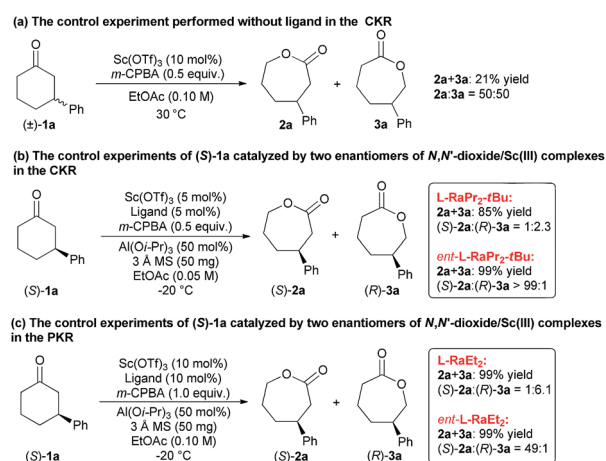 (a) The control experiment performed without ligand in the CKR
O
Ph
(±)-1a
Sc(OTf)3 (10 mol%)
m-CPBA (0.5 equiv.)
EtOAc (0.10 M)
30 °C
O
O
Ph
2a
+
O
O
Ph
3a
2a+3a: 21% yield
2a:3a = 50:50
(b) The control experiments of (S)-1a catalyzed by two enantiomers of N,N'-dioxide/Sc(III) complexes
in the CKR
O
Ph
(S)-1a
Sc(OTf)3 (5 mol%)
Ligand (5 mol%)
m-CPBA (0.5 equiv.)
Al(Oi-Pr)3 (50 mol%)
3 Å MS (50 mg)
EtOAc (0.05 M)
-20 °C
O
O
Ph
(S)-2a
+
O
O
Ph
(R)-3a
L-RaPr2-tBu:
2a+3a: 85% yield
(S)-2a:(R)-3a = 1:2.3
ent-L-RaPr2-tBu:
2a+3a: 99% yield
(S)-2a:(R)-3a > 99:1
(c) The control experiments of (S)-1a catalyzed by two enantiomers of N,N'-dioxide/Sc(III) complexes
in the PKR
O
Ph
(S)-1a
Sc(OTf)3 (10 mol%)
Ligand (10 mol%)
m-CPBA (1.0 equiv.)
Al(Oi-Pr)3 (50 mol%)
3 Å MS (50 mg)
EtOAc (0.10 M)
-20 °C
O
O
Ph
(S)-2a
+
O
O
Ph
(R)-3a
L-RaEt2:
2a+3a: 99% yield
(S)-2a:(R)-3a = 1:6.1
ent-L-RaEt2:
2a+3a: 99% yield
(S)-2a:(R)-3a = 49:1